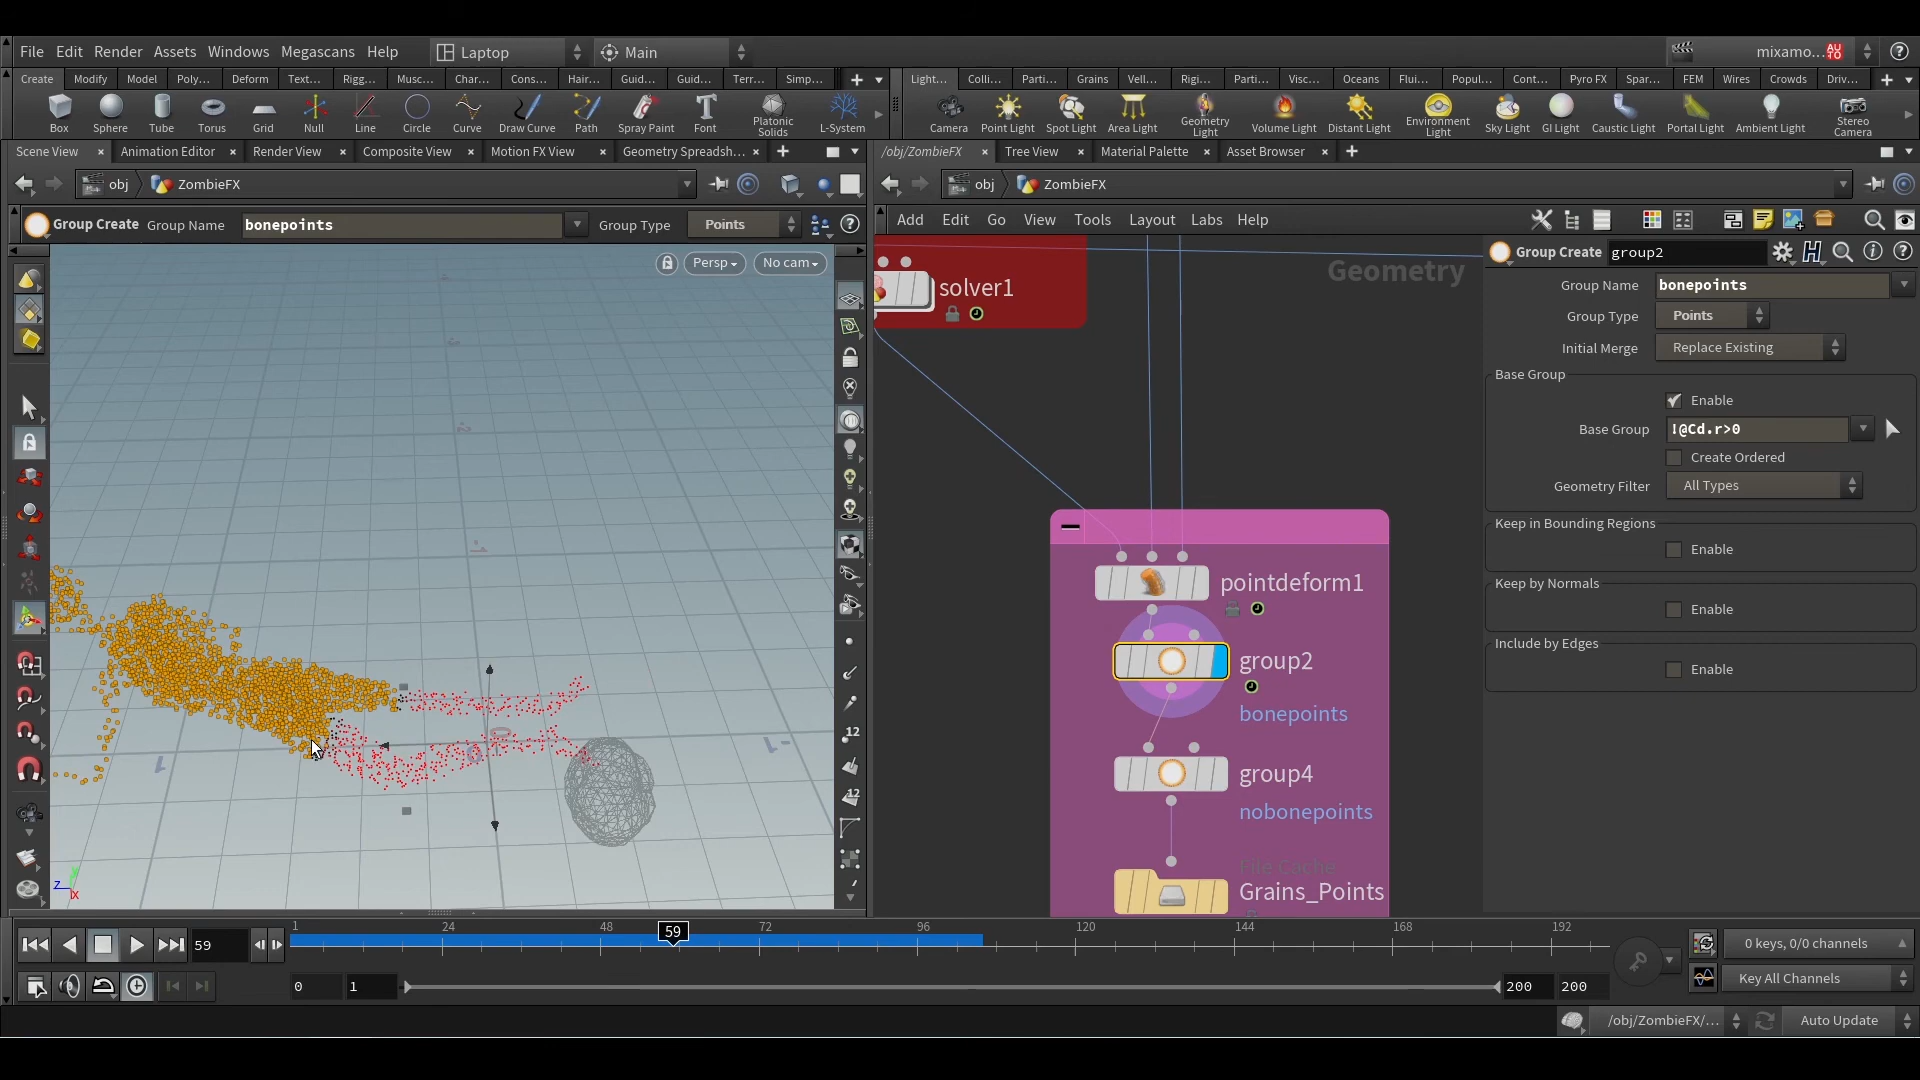 File Edit Render Assets Windows Megascans Help Laptop Main mixamo... AUTO
Create Modify Model Poly... Deform Text... Rigg... Musc... Char... Cons... Hair... Guid... Guid... Terr... Simp... Light... Colli... Parti... Grains Vell... Rigi... Parti... Visc... Oceans Flui... Popul... Cont... Pyro FX Spar... FEM Wires Crowds Driv...
Box Sphere Tube Torus Grid Null Line Circle Curve Draw Curve Path Spray Paint Font Platonic Solids L-System Camera Point Light Spot Light Area Light Geometry Light Volume Light Distant Light Environment Light Sky Light GI Light Caustic Light Portal Light Ambient Light Stereo Camera
Scene View Animation Editor Render View Composite View Motion FX View Geometry Spreadsh... /obj/ZombieFX Tree View Material Palette Asset Browser
obj ZombieFX obj ZombieFX
Group Create Group Name bonepoints Group Type Points
Add Edit Go View Tools Layout Labs Help
Persp No cam
Geometry
solver1
pointdeform1
group2
bonepoints
group4
nobonepoints
File Cache
Grains_Points
Group Create group2
Group Name bonepoints
Group Type Points
Initial Merge Replace Existing
Base Group
Enable
Base Group !@Cd.r>0
Create Ordered
Geometry Filter All Types
Keep in Bounding Regions
Enable
Keep by Normals
Enable
Include by Edges
Enable
12
12
z x y
59 1 24 48 59 72 96 120 144 168 192 0 keys, 0/0 channels
0 1 200 200 Key All Channels
/obj/ZombieFX/... Auto Update